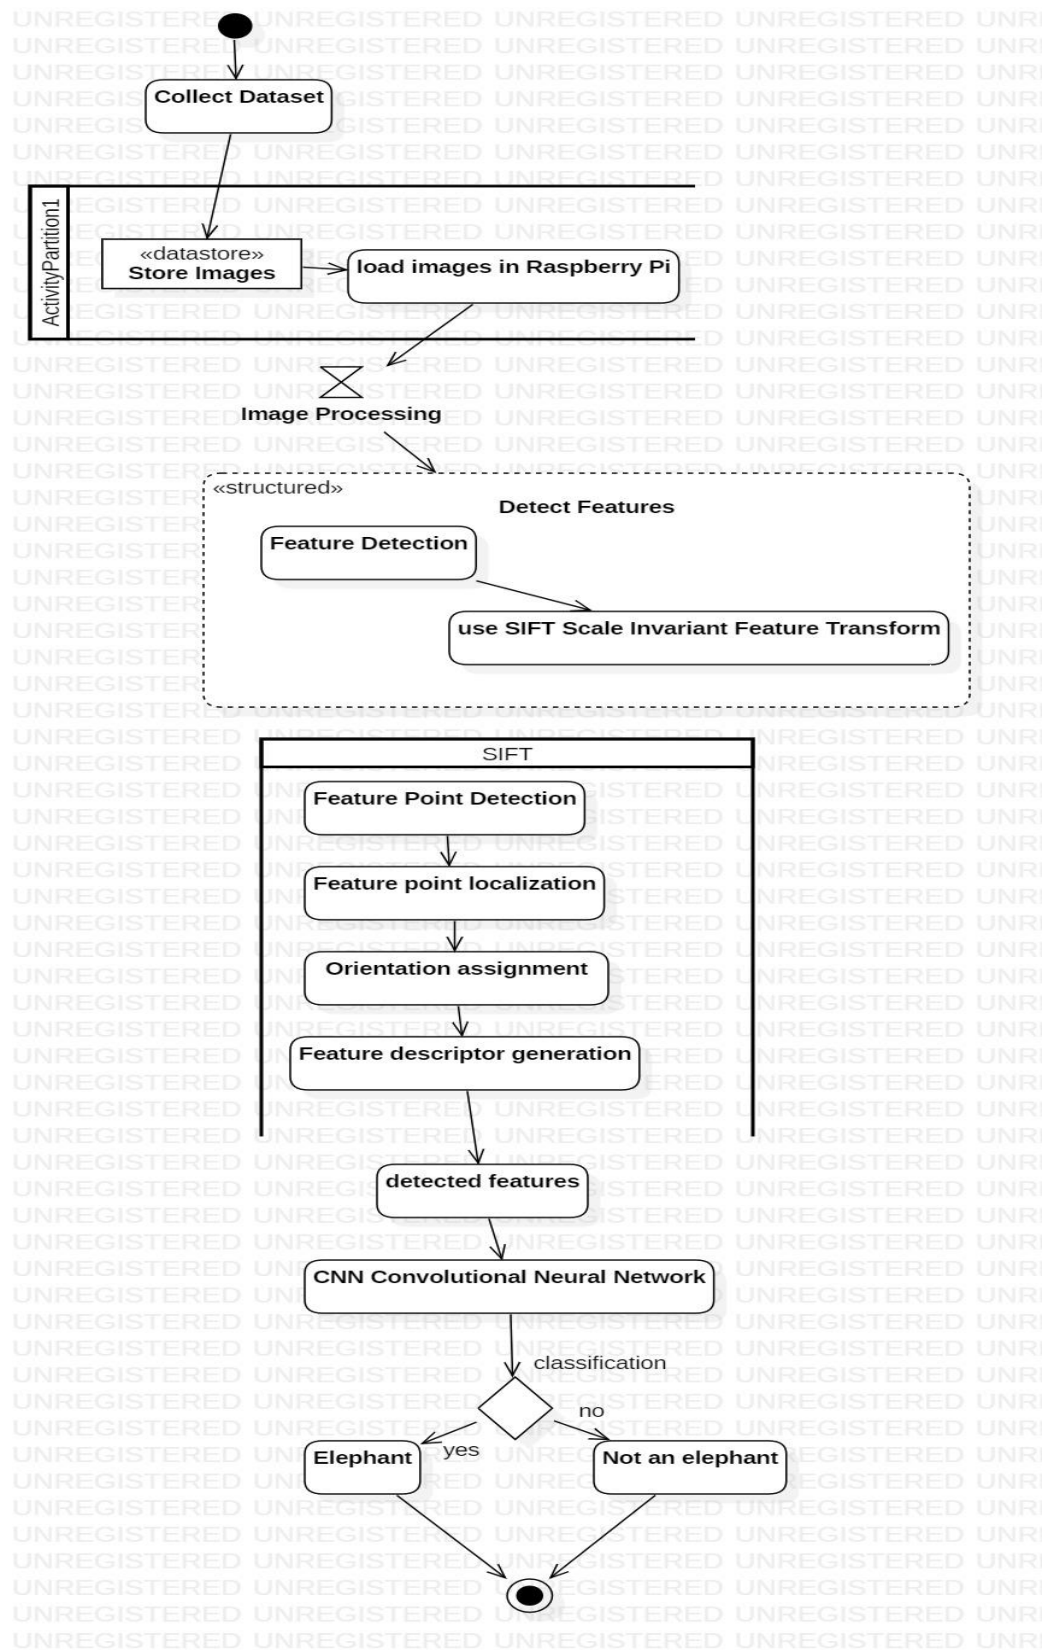 Collect Dataset
ActivityPartition1
«datastore»
Store Images
load images in Raspberry Pi
Image Processing
«structured»
Detect Features
Feature Detection
use SIFT Scale Invariant Feature Transform
SIFT
Feature Point Detection
Feature point localization
Orientation assignment
Feature descriptor generation
detected features
CNN Convolutional Neural Network
classification
no
yes
Elephant
Not an elephant
UNREGISTERED